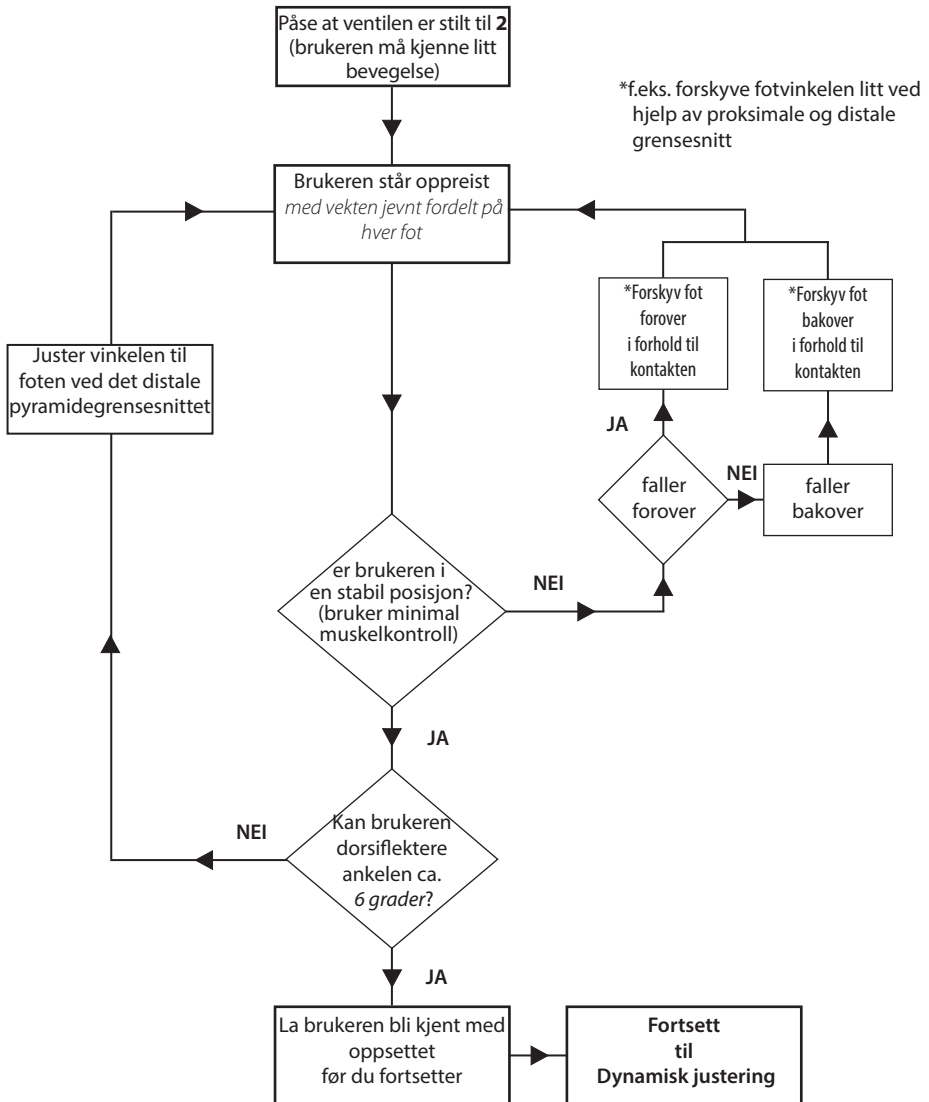 Påse at ventilen er stilt til 2
(brukeren må kjenne litt
bevegelse)
*f.eks. forskyve fotvinkelen litt ved
hjelp av proksimale og distale
grensesnitt
Brukeren står oppreist
med vekten jevnt fordelt på
hver fot
*Forskyv fot
forover
i forhold til
kontakten
*Forskyv fot
bakover
i forhold til
kontakten
Juster vinkelen til
foten ved det distale
pyramidegrensesnittet
JA
faller
forover
NEI
faller
bakover
er brukeren i
en stabil posisjon?
(bruker minimal
muskelkontroll)
NEI
JA
Kan brukeren
dorsiflektere
ankelen ca.
6 grader?
NEI
JA
La brukeren bli kjent med
oppsettet
før du fortsetter
Fortsett
til
Dynamisk justering